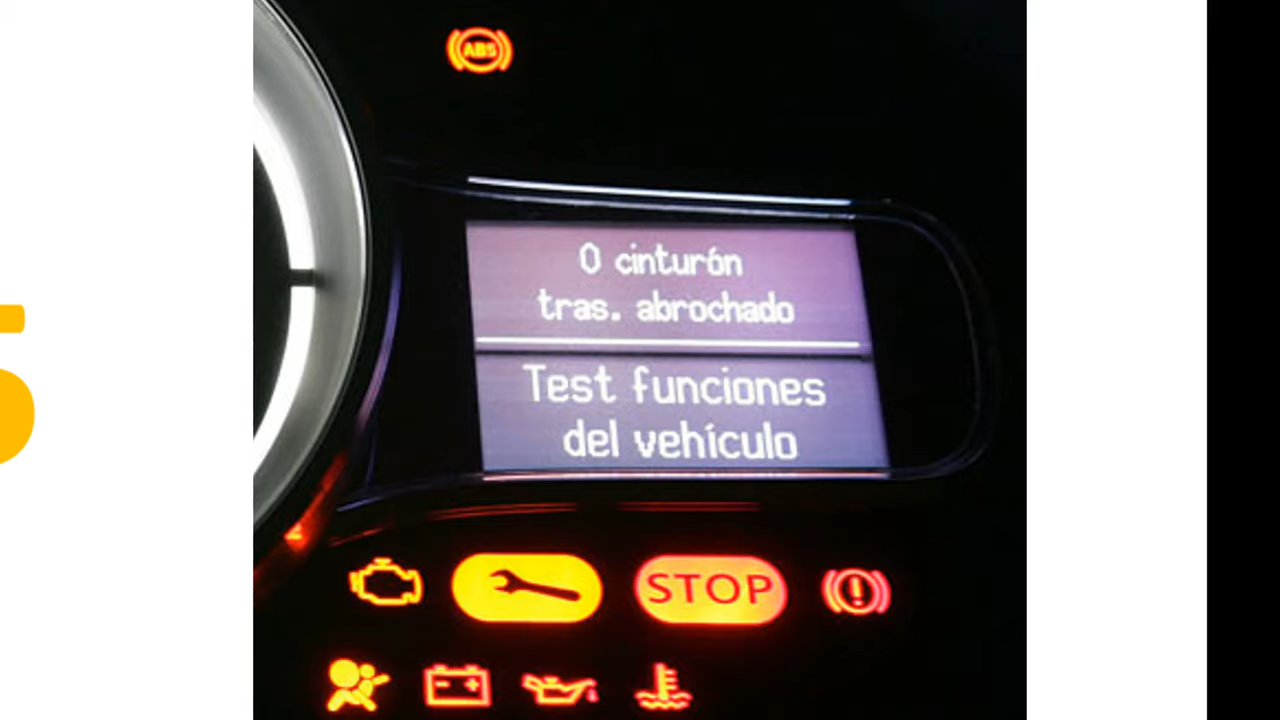 ABS
0 cinturón
tras. abrochado
Test funciones
del vehículo
STOP